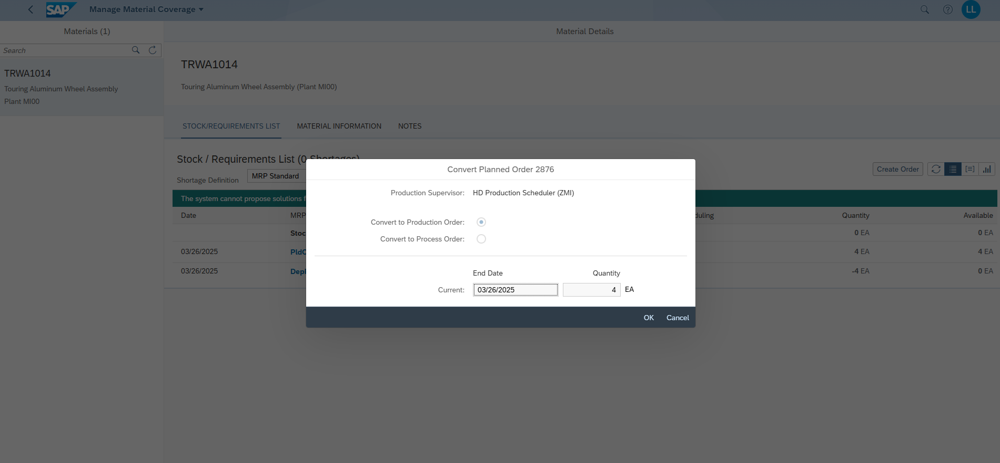 SAP
Manage Material Coverage
LL
Materials (1)
Material Details
Search
TRWA1014
Touring Aluminum Wheel Assembly
Plant MI00
TRWA1014
Touring Aluminum Wheel Assembly (Plant MI00)
STOCK/REQUIREMENTS LIST
MATERIAL INFORMATION
NOTES
Stock / Requirements List (0 Shortages)
Shortage Definition
MRP Standard
Create Order
The system cannot propose solutions
Date
MRP
Quantity
Available
0 EA
0 EA
03/26/2025
4 EA
4 EA
03/26/2025
-4 EA
0 EA
Convert Planned Order 2876
Production Supervisor:
HD Production Scheduler (ZMI)
Convert to Production Order:
Convert to Process Order:
End Date
Quantity
Current:
03/26/2025
4
EA
OK
Cancel